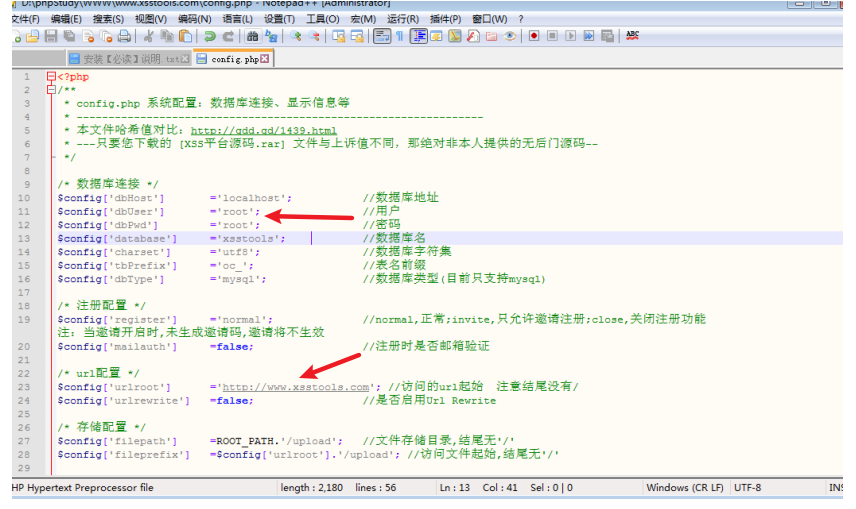 D:\phpStudy\WWW\www.xsstools.com\config.php - Notepad++ [Administrator]
文件(F) 编辑(E) 搜索(S) 视图(V) 编码(N) 语言(L) 设置(T) 工具(O) 宏(M) 运行(R) 插件(P) 窗口(W) ?
安装【必读】说明.txt config.php
1 <?php
2 /**
3 * config.php 系统配置：数据库连接、显示信息等
4 * ----------------------------------------------------------------
5 * 本文件哈希值对比：http://gdd.gd/1439.html
6 * ---只要您下载的 [XSS平台源码.rar] 文件与上诉值不同，那绝对非本人提供的无后门源码--
7 */
8
9 /* 数据库连接 */
10 $config['dbHost'] ='localhost'; //数据库地址
11 $config['dbUser'] ='root'; //用户
12 $config['dbPwd'] ='root'; //密码
13 $config['database'] ='xsstools'; //数据库名
14 $config['charset'] ='utf8'; //数据库字符集
15 $config['tbPrefix'] ='oc_'; //表名前缀
16 $config['dbType'] ='mysql'; //数据库类型(目前只支持mysql)
17
18 /* 注册配置 */
19 $config['register'] ='normal'; //normal,正常;invite,只允许邀请注册;close,关闭注册功能
注：当邀请开启时,未生成邀请码,邀请将不生效
20 $config['mailauth'] =false; //注册时是否邮箱验证
21
22 /* url配置 */
23 $config['urlroot'] ='http://www.xsstools.com'; //访问的url起始 注意结尾没有/
24 $config['urlrewrite'] =false; //是否启用Url Rewrite
25
26 /* 存储配置 */
27 $config['filepath'] =ROOT_PATH.'/upload'; //文件存储目录,结尾无'/'
28 $config['fileprefix'] =$config['urlroot'].'/upload'; //访问文件起始,结尾无'/'
29
HP Hypertext Preprocessor file length : 2,180 lines : 56 Ln : 13 Col : 41 Sel : 0 | 0 Windows (CR LF) UTF-8 INS